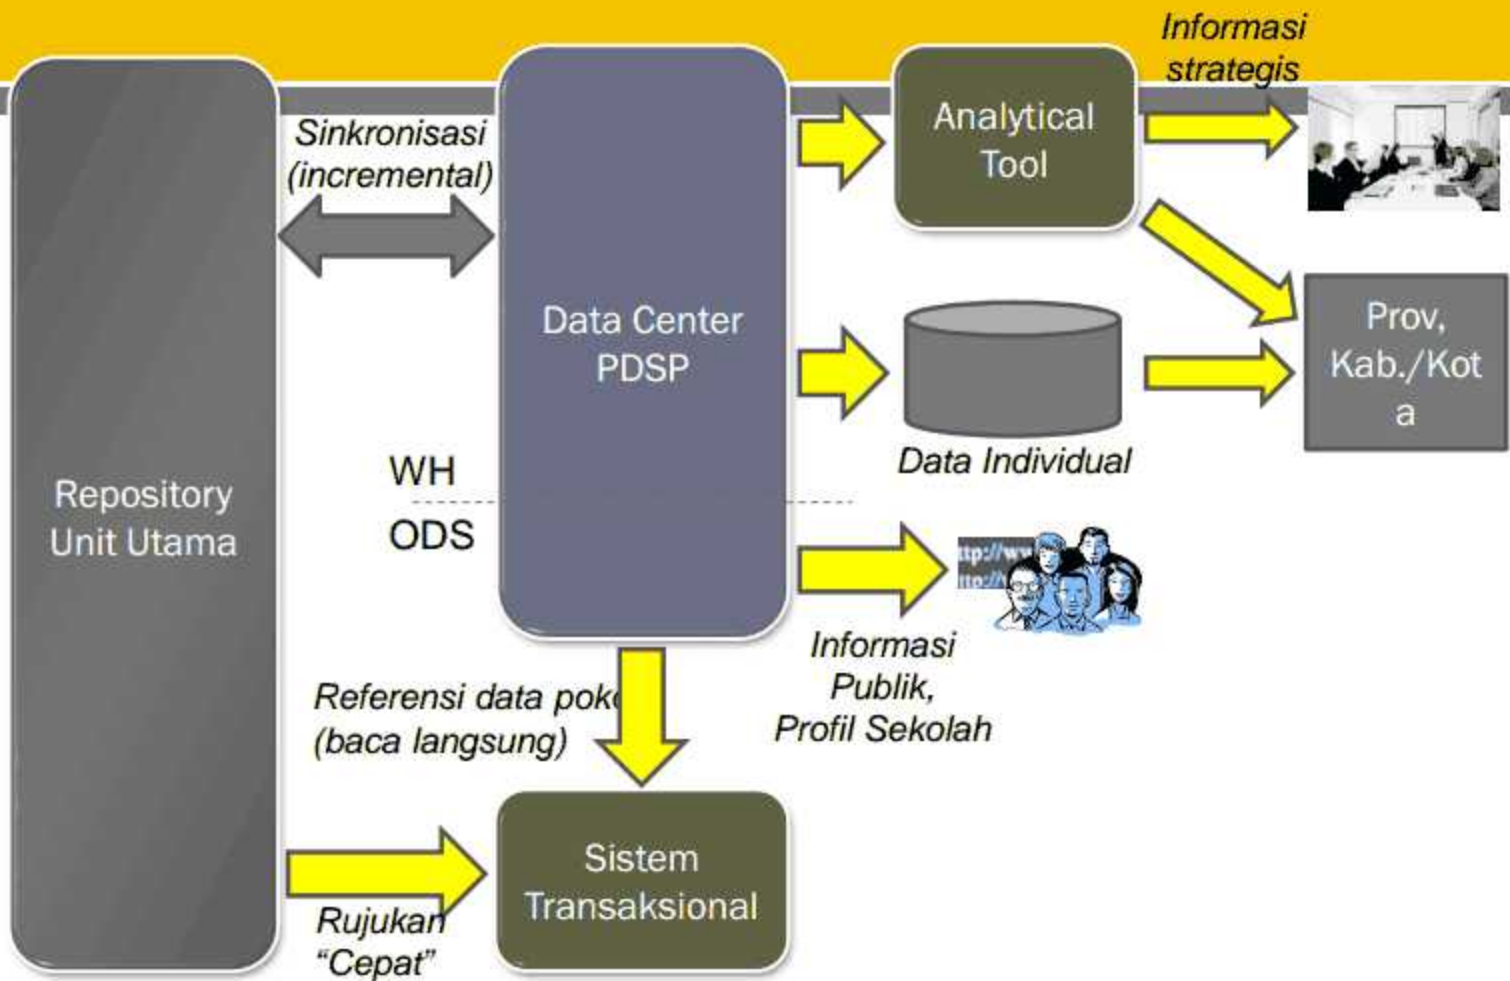 Informasi
strategis
Sinkronisasi
(incremental)
Analytical
Tool
Data Center
PDSP
Prov,
Kab./Kot
a
Data Individual
WH
ODS
Repository
Unit Utama
Informasi
Publik,
Profil Sekolah
Referensi data
(baca langsung)
Sistem
Transaksional
Rujukan
“Cepat”